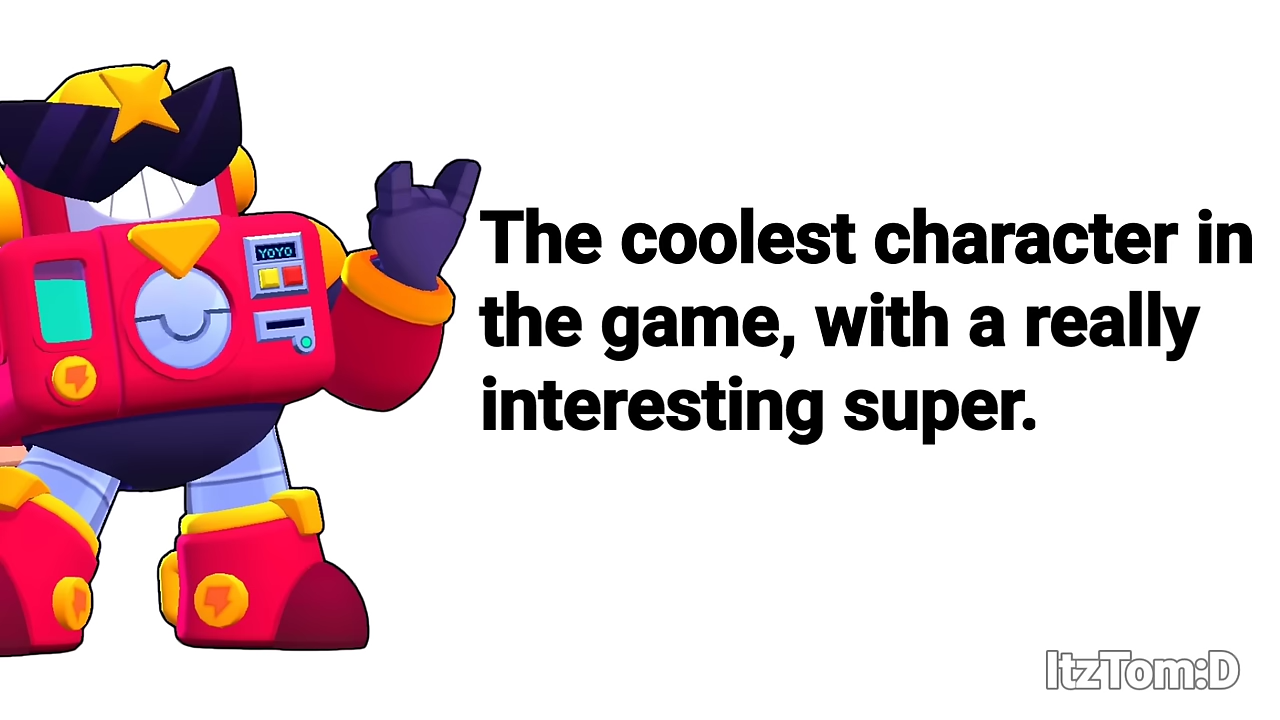 YOYO
The coolest character in
the game, with a really
interesting super.
ItzTom:D